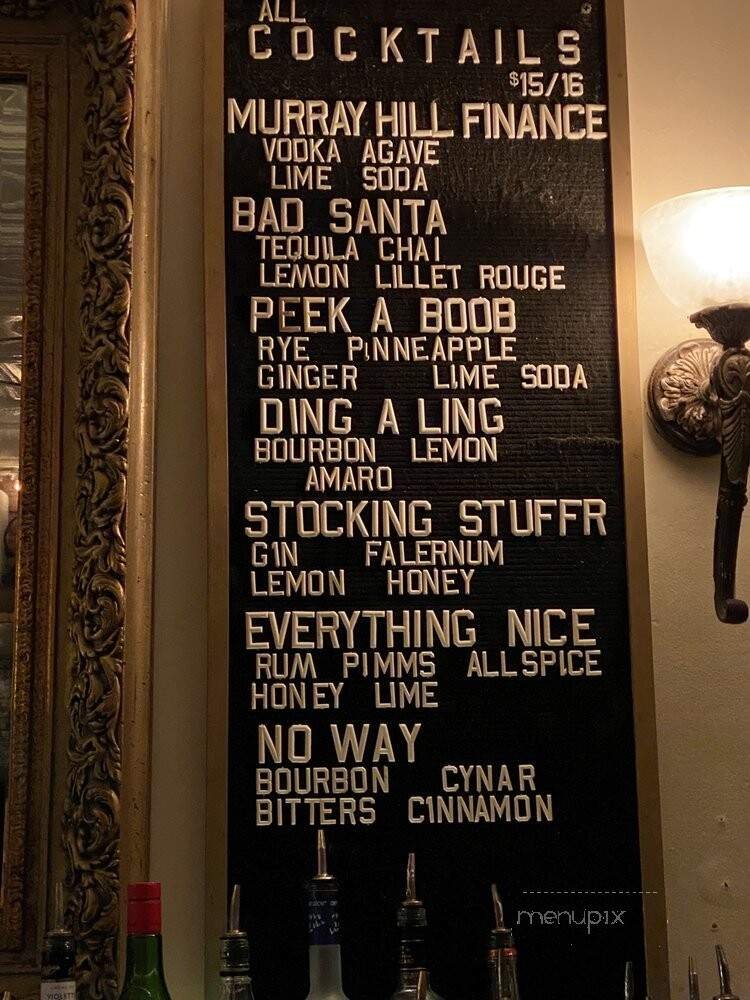 ALL
COCKTAILS
$15/16
MURRAY HILL FINANCE
VODKA AGAVE
LIME SODA
BAD SANTA
TEQUILA CHAI
LEMON LILLET ROUGE
PEEK A BOOB
RYE PINNEAPPLE
GINGER LIME SODA
DING A LING
BOURBON LEMON
AMARO
STOCKING STUFFR
G1N FALERNUM
LEMON HONEY
EVERYTHING NICE
RUM PIMMS ALLSPICE
HONEY LIME
NO WAY
BOURBON CYNAR
BITTERS C1NNAMON
menupix